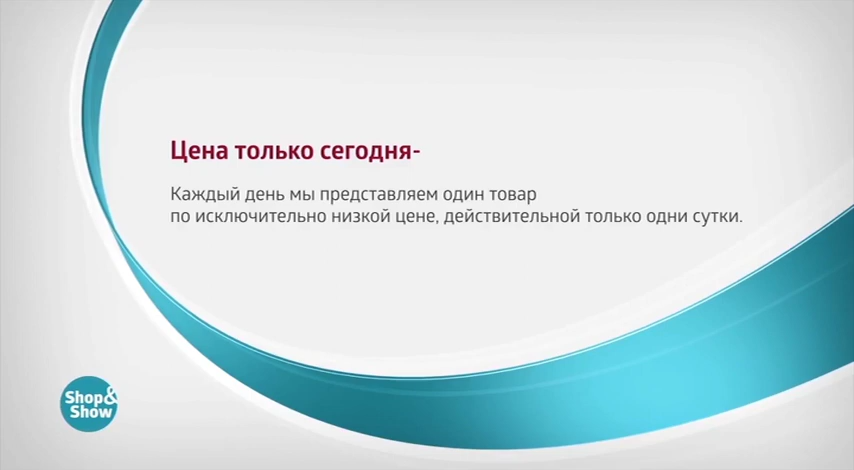 Цена только сегодня-
Каждый день мы представляем один товар
по исключительно низкой цене, действительной только одни сутки.
Shop&
Show